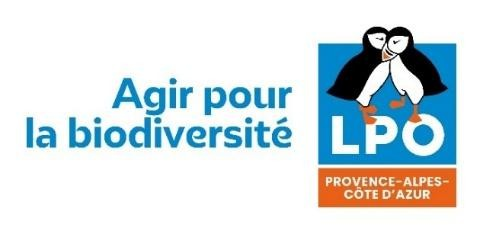 Agir pour
la biodiversité
LPO
PROVENCE-ALPES-
CÔTE D'AZUR